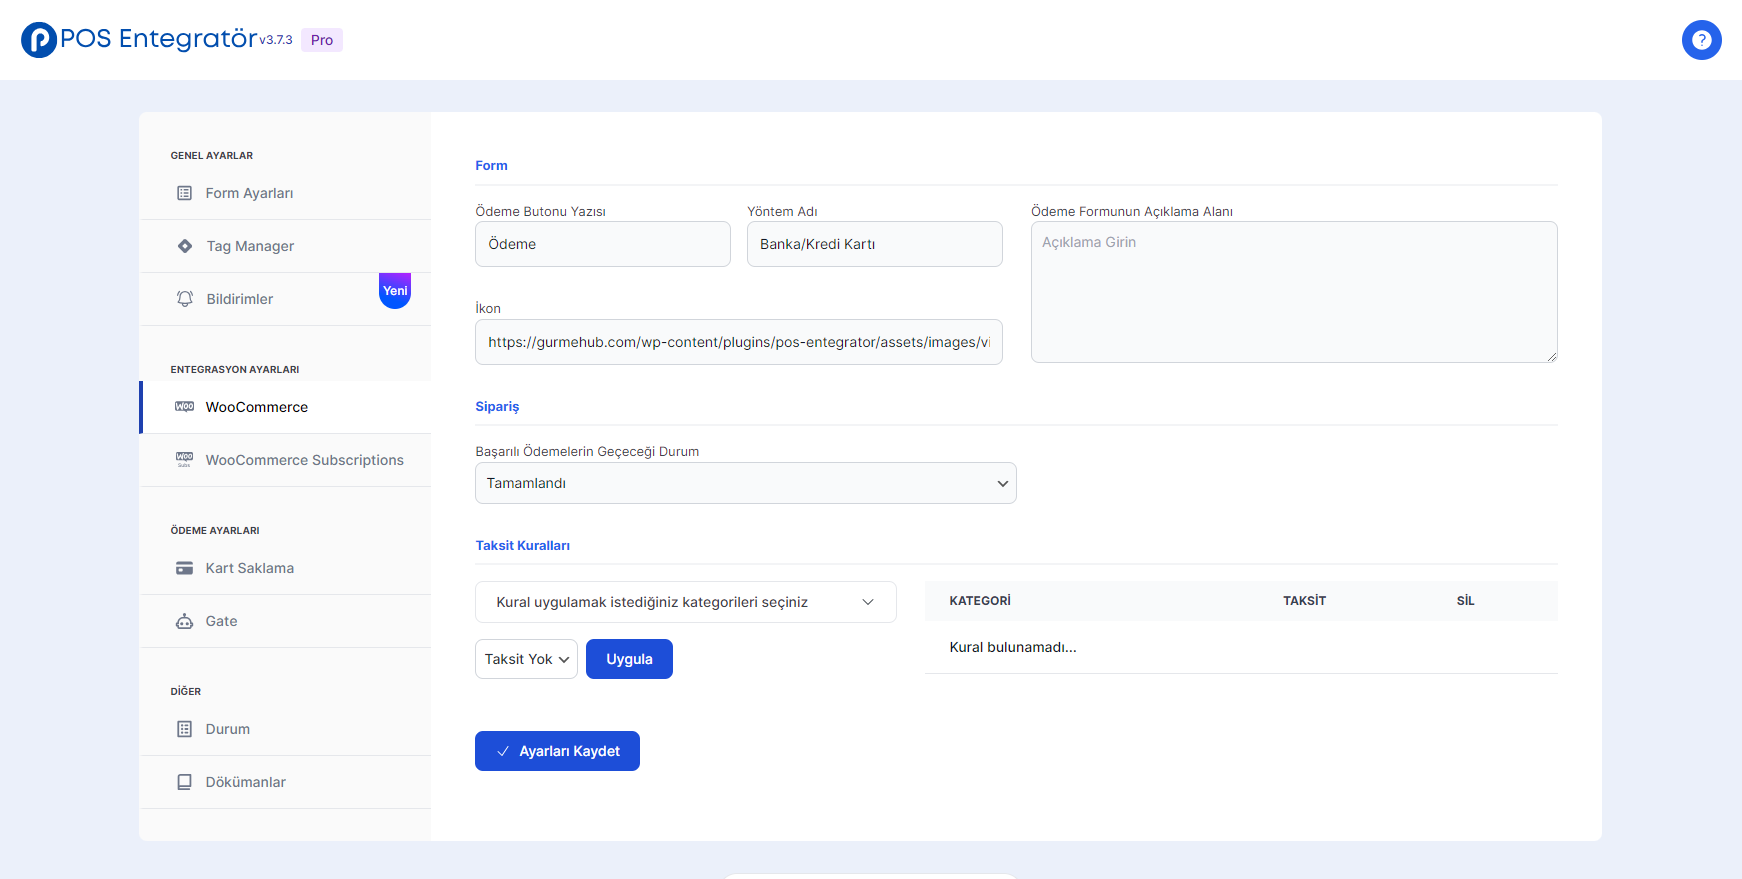 POS Entegratör v3.7.3 Pro
?
GENEL AYARLAR
Form Ayarları
Tag Manager
Bildirimler
Yeni
ENTEGRASYON AYARLARI
WooCommerce
WooCommerce Subscriptions
ÖDEME AYARLARI
Kart Saklama
Gate
DİĞER
Durum
Dökümanlar
Form
Ödeme Butonu Yazısı
Ödeme
Yöntem Adı
Banka/Kredi Kartı
Ödeme Formunun Açıklama Alanı
Açıklama Girin
İkon
https://gurmehub.com/wp-content/plugins/pos-entegrator/assets/images/vi
Sipariş
Başarılı Ödemelerin Geçeceği Durum
Tamamlandı
Taksit Kuralları
Kural uygulamak istediğiniz kategorileri seçiniz
Taksit Yok
Uygula
KATEGORİ TAKSİT SİL
Kural bulunamadı...
Ayarları Kaydet